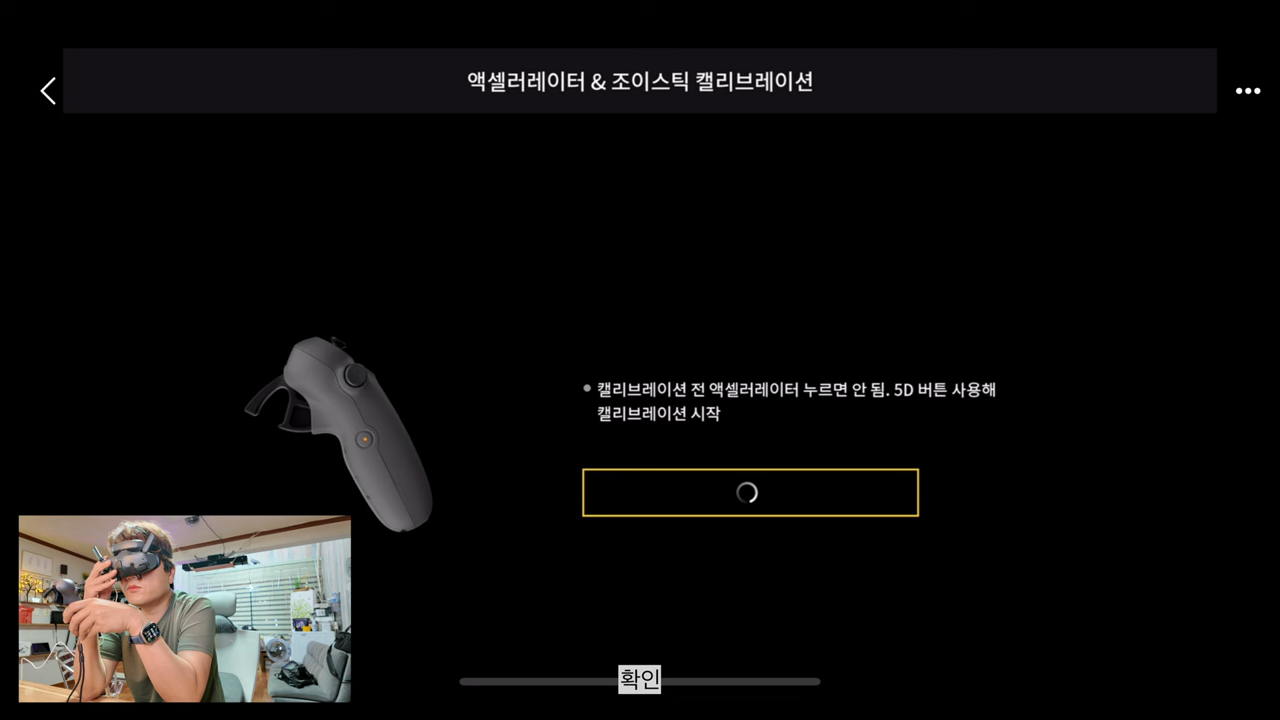 액셀러레이터 & 조이스틱 캘리브레이션
캘리브레이션 전 액셀러레이터 누르면 안 됨. 5D 버튼 사용해
캘리브레이션 시작
확인